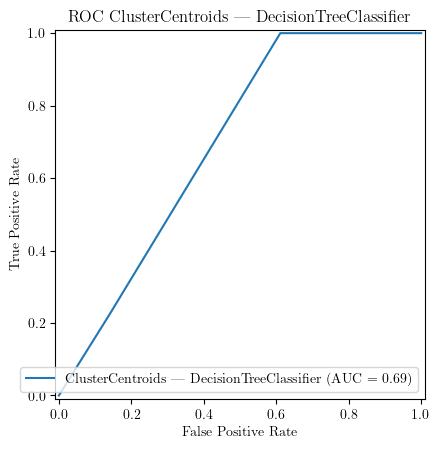 ROC ClusterCentroids — DecisionTreeClassifier
1.0
0.8
0.6
0.4
0.2
0.0
True Positive Rate
ClusterCentroids — DecisionTreeClassifier (AUC = 0.69)
0.0 0.2 0.4 0.6 0.8 1.0
False Positive Rate